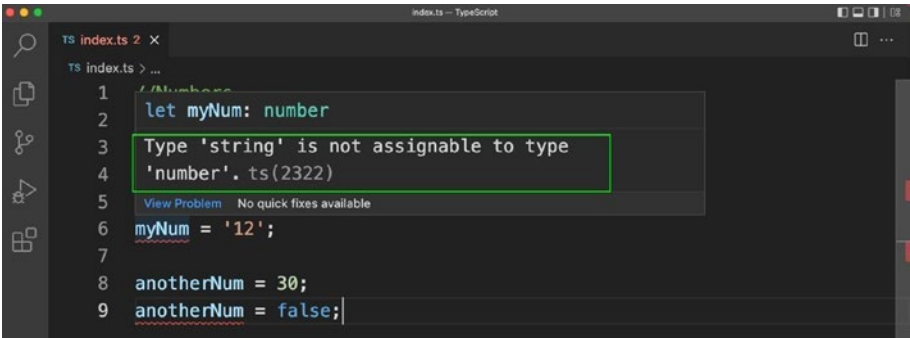 index.ts — TypeScript
TS index.ts 2 ×
TS index.ts > ...
1 //Numbers
2 let myNum: number
3 Type 'string' is not assignable to type
4 'number'. ts(2322)
5 View Problem No quick fixes available
6 myNum = '12';
7
8 anotherNum = 30;
9 anotherNum = false;